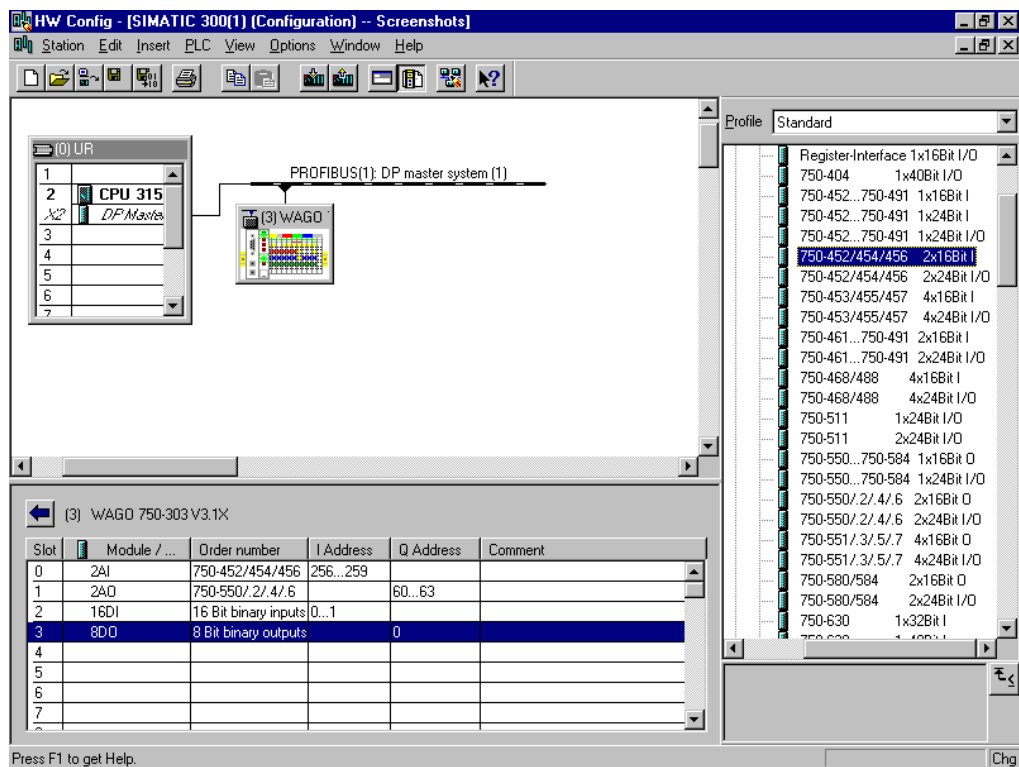 HW Config - [SIMATIC 300(1) (Configuration) -- Screenshots]
Station Edit Insert PLC View Options Window Help
Profile Standard
(0) UR
1
2 CPU 315
X2 DP Maste
3
4
5
6
7
PROFIBUS(1): DP master system (1)
(3) WAGO
Register-Interface 1x16Bit I/O
750-404 1x40Bit I/O
750-452...750-491 1x16Bit I
750-452...750-491 1x24Bit I
750-452...750-491 1x24Bit I/O
750-452/454/456 2x16Bit I
750-452/454/456 2x24Bit I/O
750-453/455/457 4x16Bit I
750-453/455/457 4x24Bit I/O
750-461...750-491 2x16Bit I
750-461...750-491 2x24Bit I/O
750-468/488 4x16Bit I
750-468/488 4x24Bit I/O
750-511 1x24Bit I/O
750-511 2x24Bit I/O
750-550...750-584 1x16Bit O
750-550...750-584 1x24Bit I/O
750-550/.2/.4/.6 2x16Bit O
750-550/.2/.4/.6 2x24Bit I/O
750-551/.3/.5/.7 4x16Bit O
750-551/.3/.5/.7 4x24Bit I/O
750-580/584 2x16Bit O
750-580/584 2x24Bit I/O
750-630 1x32Bit I
(3) WAGO 750-303 V3.1X
Slot Module / ... Order number I Address Q Address Comment
0 2AI 750-452/454/456 256...259
1 2AO 750-550/.2/.4/.6 60...63
2 16DI 16 Bit binary inputs 0...1
3 8DO 8 Bit binary outputs 0
4
5
6
7
Press F1 to get Help. Chg